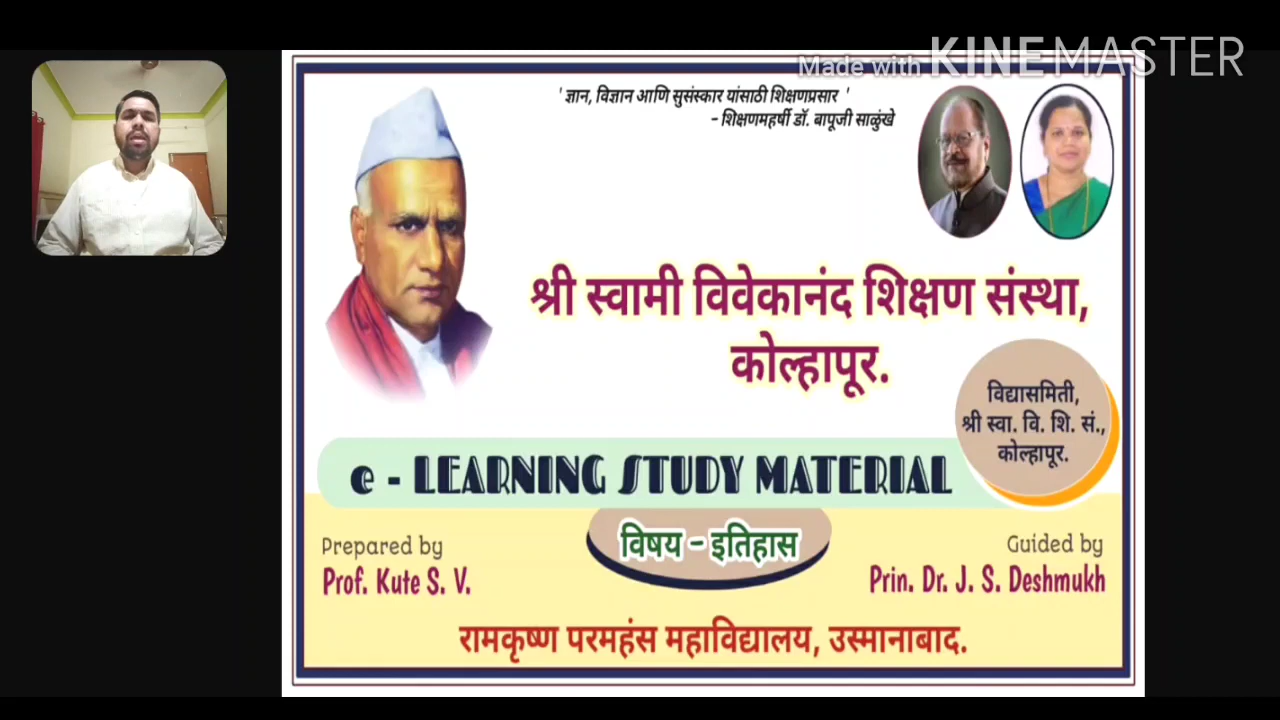 Made with KINEMASTER
' ज्ञान, विज्ञान आणि सुसंस्कार यांसाठी शिक्षणप्रसार '
- शिक्षणमहर्षी डॉ. बापूजी साळुंखे
श्री स्वामी विवेकानंद शिक्षण संस्था,
कोल्हापूर.
विद्यासमिती,
श्री स्वा. वि. शि. सं.,
कोल्हापूर.
e - LEARNING STUDY MATERIAL
विषय - इतिहास
Prepared by
Prof. Kute S. V.
Guided by
Prin. Dr. J. S. Deshmukh
रामकृष्ण परमहंस महाविद्यालय, उस्मानाबाद.